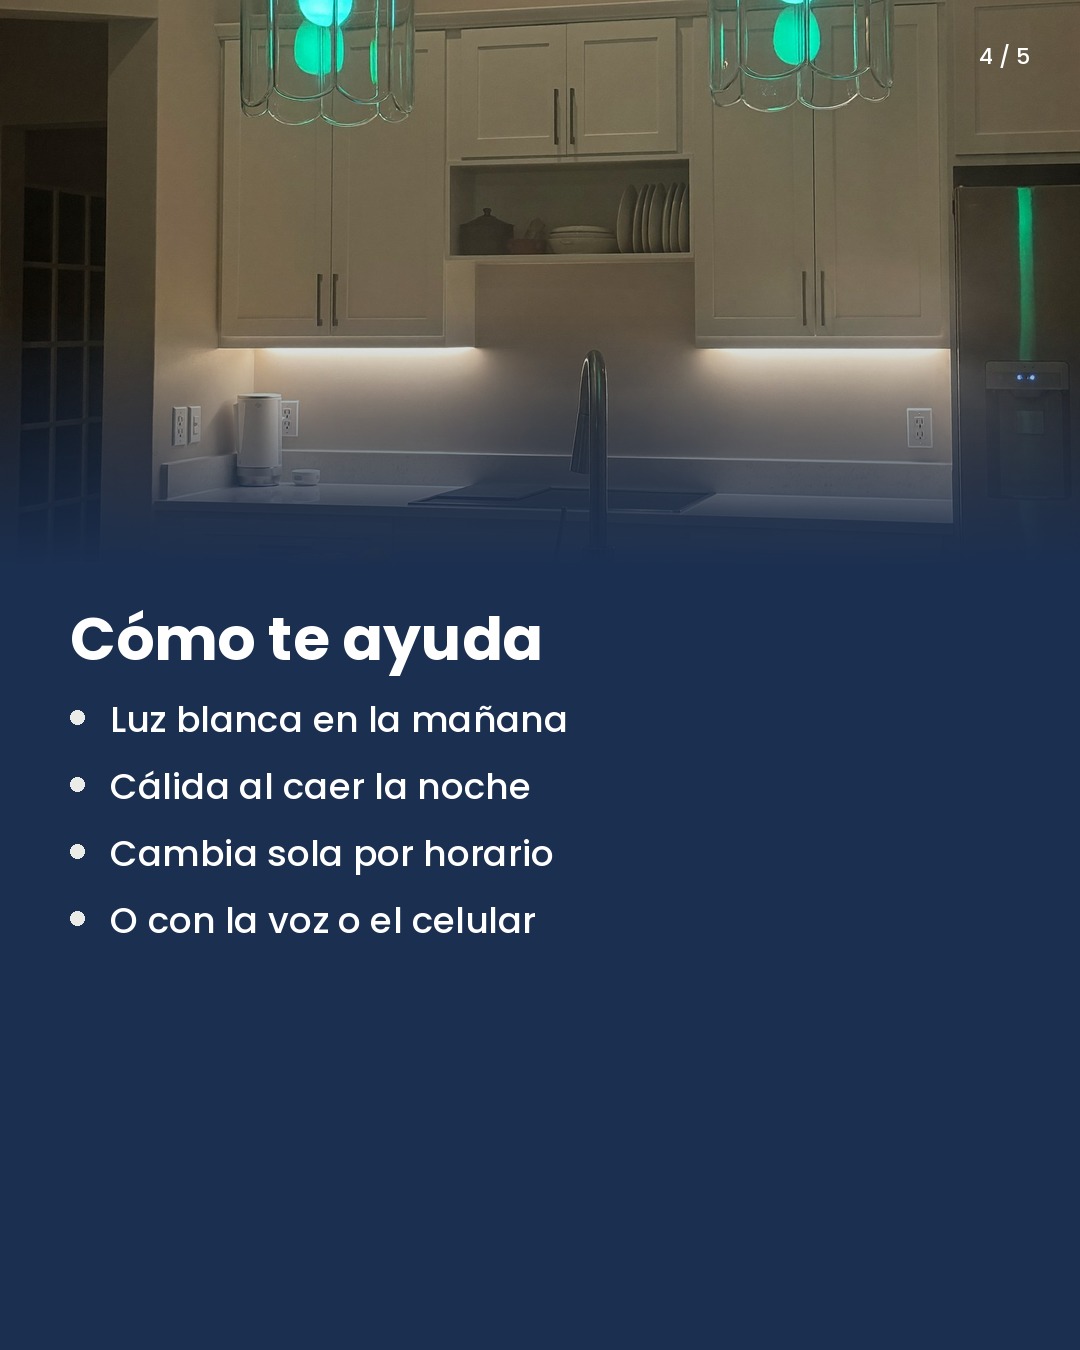 4 / 5
Cómo te ayuda
Luz blanca en la mañana
Cálida al caer la noche
Cambia sola por horario
O con la voz o el celular